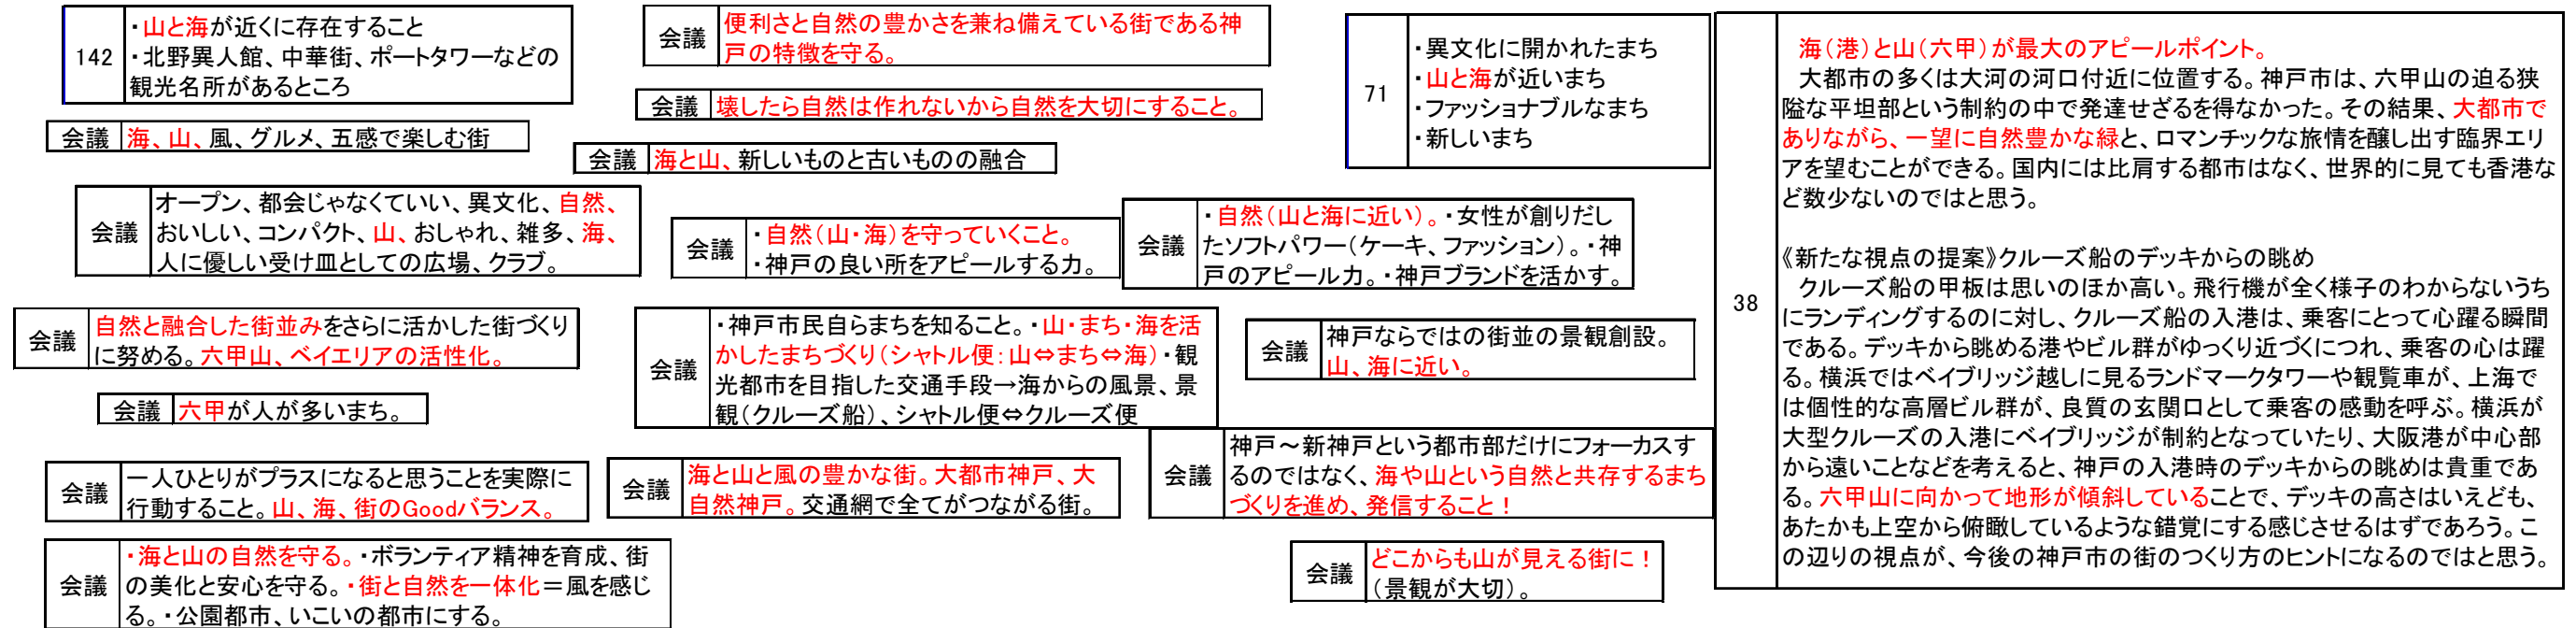 142
・山と海が近くに存在すること
・北野異人館、中華街、ポートタワーなどの
観光名所があるところ
会議
便利さと自然の豊かさを兼ね備えている街である神
戸の特徴を守る。
会議
壊したら自然は作れないから自然を大切にすること。
71
・異文化に開かれたまち
・山と海が近いまち
・ファッショナブルなまち
・新しいまち
会議
海、山、風、グルメ、五感で楽しむ街
会議
海と山、新しいものと古いものの融合
会議
オープン、都会じゃなくていい、異文化、自然、
おいしい、コンパクト、山、おしゃれ、雑多、海、
人に優しい受け皿としての広場、クラブ。
会議
・自然(山・海)を守っていくこと。
・神戸の良い所をアピールする力。
会議
・自然(山と海に近い)。・女性が創りだし
たソフトパワー(ケーキ、ファッション)。・神
戸のアピール力。・神戸ブランドを活かす。
会議
自然と融合した街並みをさらに活かした街づくり
に努める。六甲山、ベイエリアの活性化。
会議
・神戸市民自らまちを知ること。・山・まち・海を活
かしたまちづくり(シャトル便:山⇔まち⇔海)・観
光都市を目指した交通手段→海からの風景、景
観(クルーズ船)、シャトル便⇔クルーズ便
会議
神戸ならではの街並の景観創設。
山、海に近い。
会議
六甲が人が多いまち。
会議
一人ひとりがプラスになると思うことを実際に
行動すること。山、海、街のGoodバランス。
会議
海と山と風の豊かな街。大都市神戸、大
自然神戸。交通網で全てがつながる街。
会議
神戸～新神戸という都市部だけにフォーカスす
るのではなく、海や山という自然と共存するまち
づくりを進め、発信すること！
会議
・海と山の自然を守る。・ボランティア精神を育成、街
の美化と安心を守る。・街と自然を一体化＝風を感じ
る。・公園都市、いこいの都市にする。
会議
どこからも山が見える街に！
(景観が大切)。
38
海(港)と山(六甲)が最大のアピールポイント。
大都市の多くは大河の河口付近に位置する。神戸市は、六甲山の迫る狭
隘な平坦部という制約の中で発達せざるを得なかった。その結果、大都市で
ありながら、一望に自然豊かな緑と、ロマンチックな旅情を醸し出す臨界エリ
アを望むことができる。国内には比肩する都市はなく、世界的に見ても香港な
ど数少ないのではと思う。
《新たな視点の提案》クルーズ船のデッキからの眺め
クルーズ船の甲板は思いのほか高い。飛行機が全く様子のわからないうち
にランディングするのに対し、クルーズ船の入港は、乗客にとって心躍る瞬間
である。デッキから眺める港やビル群がゆっくり近づくにつれ、乗客の心は躍
る。横浜ではベイブリッジ越しに見るランドマークタワーや観覧車が、上海で
は個性的な高層ビル群が、良質の玄関口として乗客の感動を呼ぶ。横浜が
大型クルーズの入港にベイブリッジが制約となっていたり、大阪港が中心部
から遠いことなどを考えると、神戸の入港時のデッキからの眺めは貴重であ
る。六甲山に向かって地形が傾斜していることで、デッキの高さはいえども、
あたかも上空から俯瞰しているような錯覚にする感じさせるはずであろう。こ
の辺りの視点が、今後の神戸市の街のつくり方のヒントになるのではと思う。